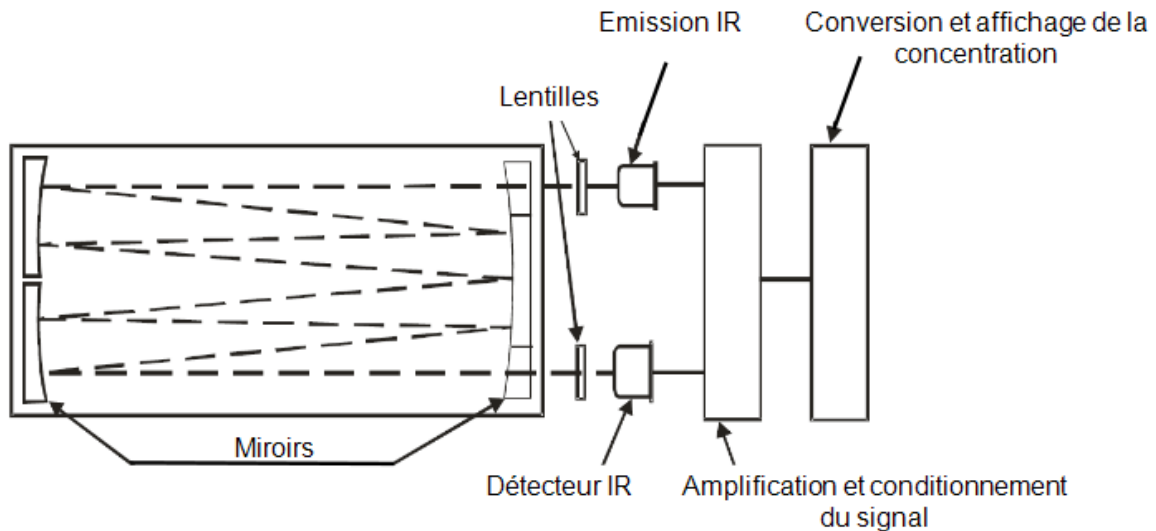 Emission IR
Conversion et affichage de la
concentration
Lentilles
Miroirs
Détecteur IR
Amplification et conditionnement
du signal